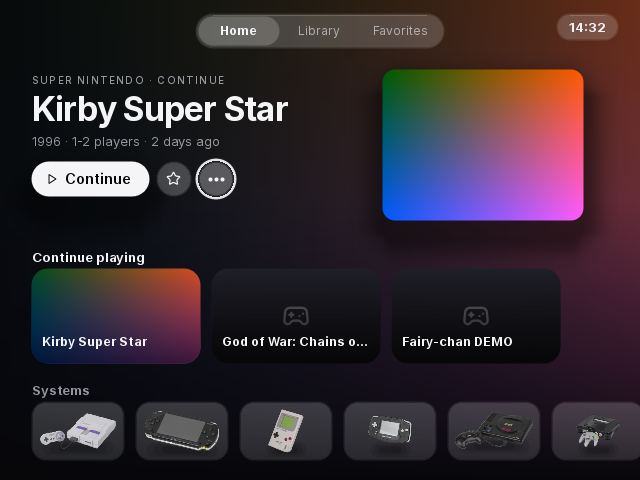 Home
Library
Favorites
14:32
SUPER NINTENDO · CONTINUE
Kirby Super Star
1996 · 1-2 players · 2 days ago
Continue
Continue playing
Kirby Super Star
God of War: Chains o...
Fairy-chan DEMO
Systems